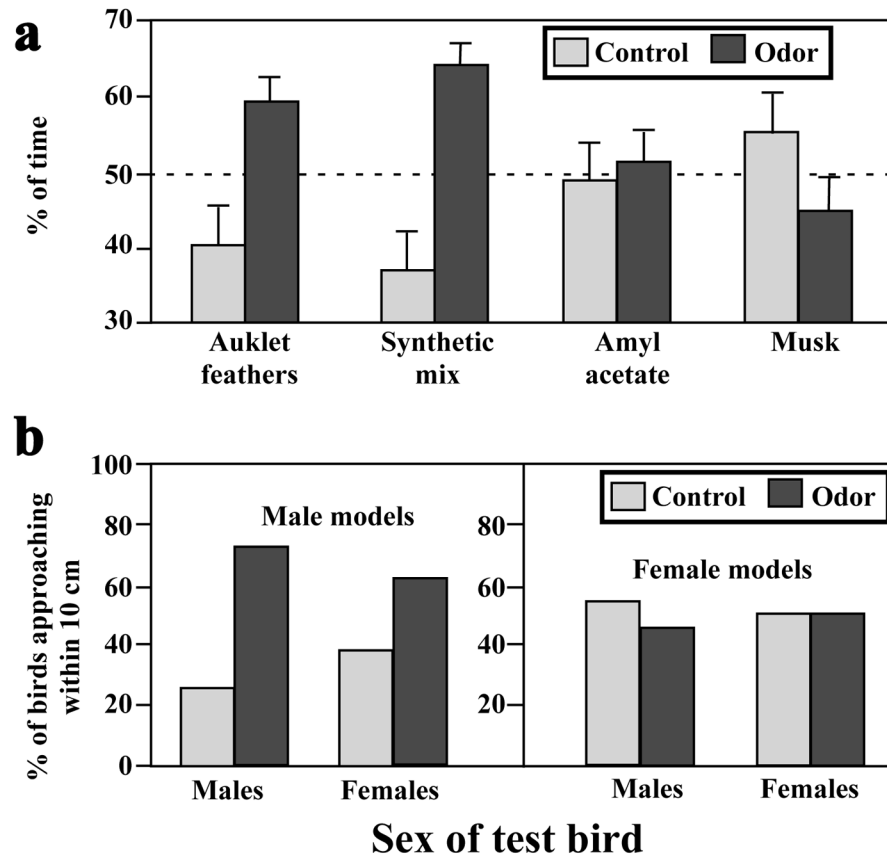 a
% of time
70
60
50
40
30
Control
Odor
Auklet
feathers
Synthetic
mix
Amyl
acetate
Musk
b
% of birds approaching
within 10 cm
100
80
60
40
20
0
Male models
Males
Females
80
60
40
20
Control
Odor
Female models
Males
Females
Sex of test bird